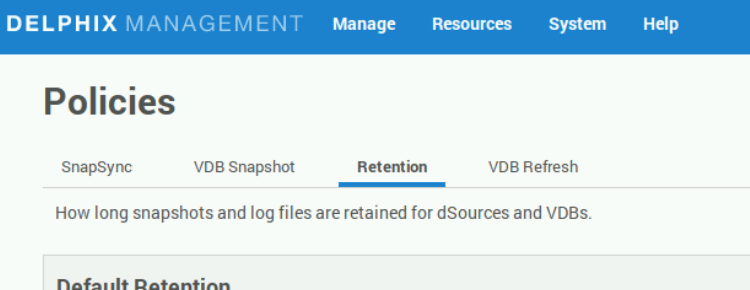 DELPHIX MANAGEMENT Manage Resources System Help
Policies
SnapSync VDB Snapshot Retention VDB Refresh
How long snapshots and log files are retained for dSources and VDBs.
Default Retention